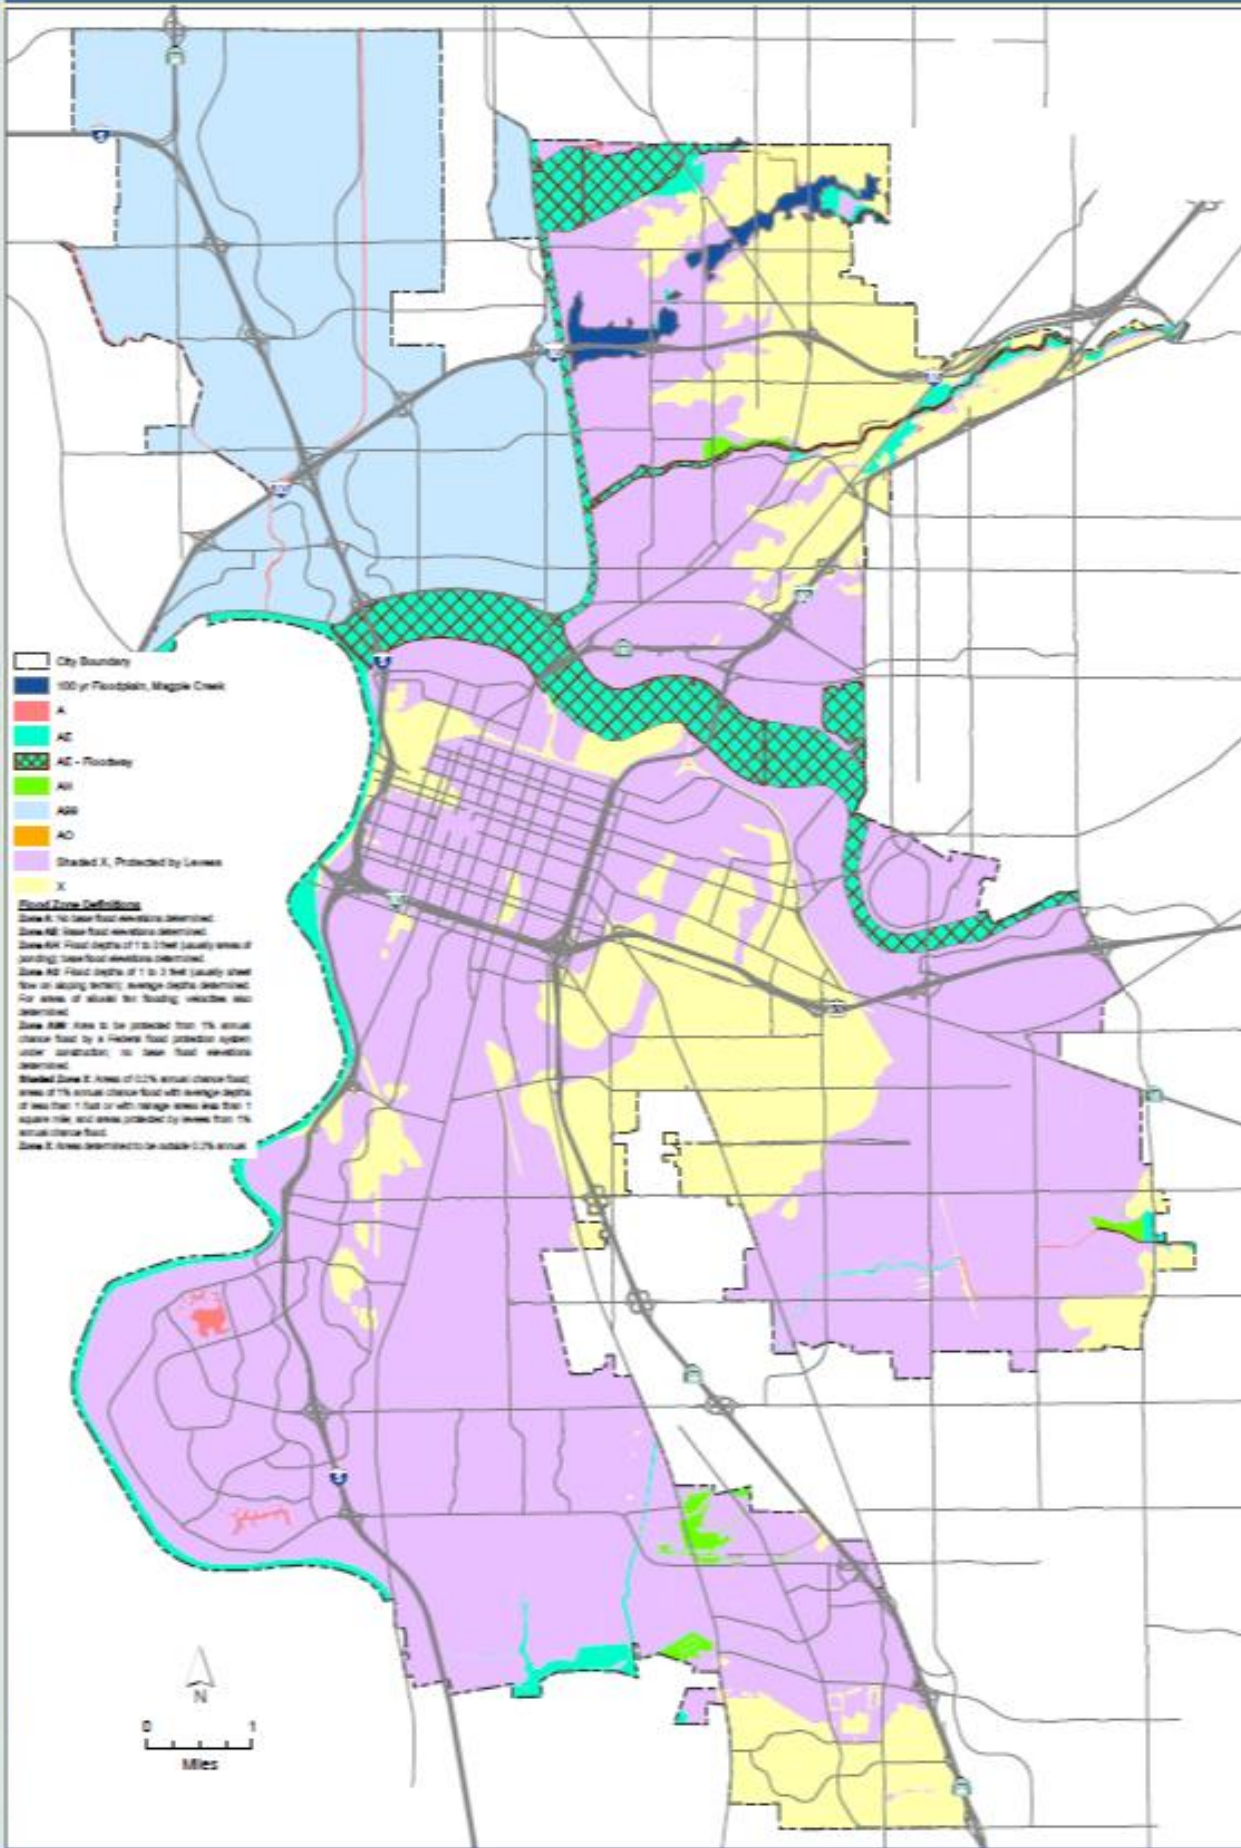 City Boundary
100 yr Floodplain, Magpie Creek
A
AE
AE - Floodway
AH
A99
AO
Shaded X, Protected by Levees
X
Flood Zone Definitions
Zone A: No base flood elevations determined.
Zone AE: Base flood elevations determined.
Zone AH: Flood depths of 1 to 3 feet (usually areas of
ponding); base flood elevations determined.
Zone AO: Flood depths of 1 to 3 feet (usually sheet
flow on sloping terrain); average depths determined.
For areas of alluvial fan flooding, velocities also
determined.
Zone A99: Area to be protected from 1% annual
chance flood by a Federal flood protection system
under construction; no base flood elevations
determined.
Shaded Zone X: Areas of 0.2% annual chance flood;
areas of 1% annual chance flood with average depths
of less than 1 foot or with drainage areas less than 1
square mile; and areas protected by levees from 1%
annual chance flood.
Zone X: Areas determined to be outside 0.2% annual
N
0 1
Miles